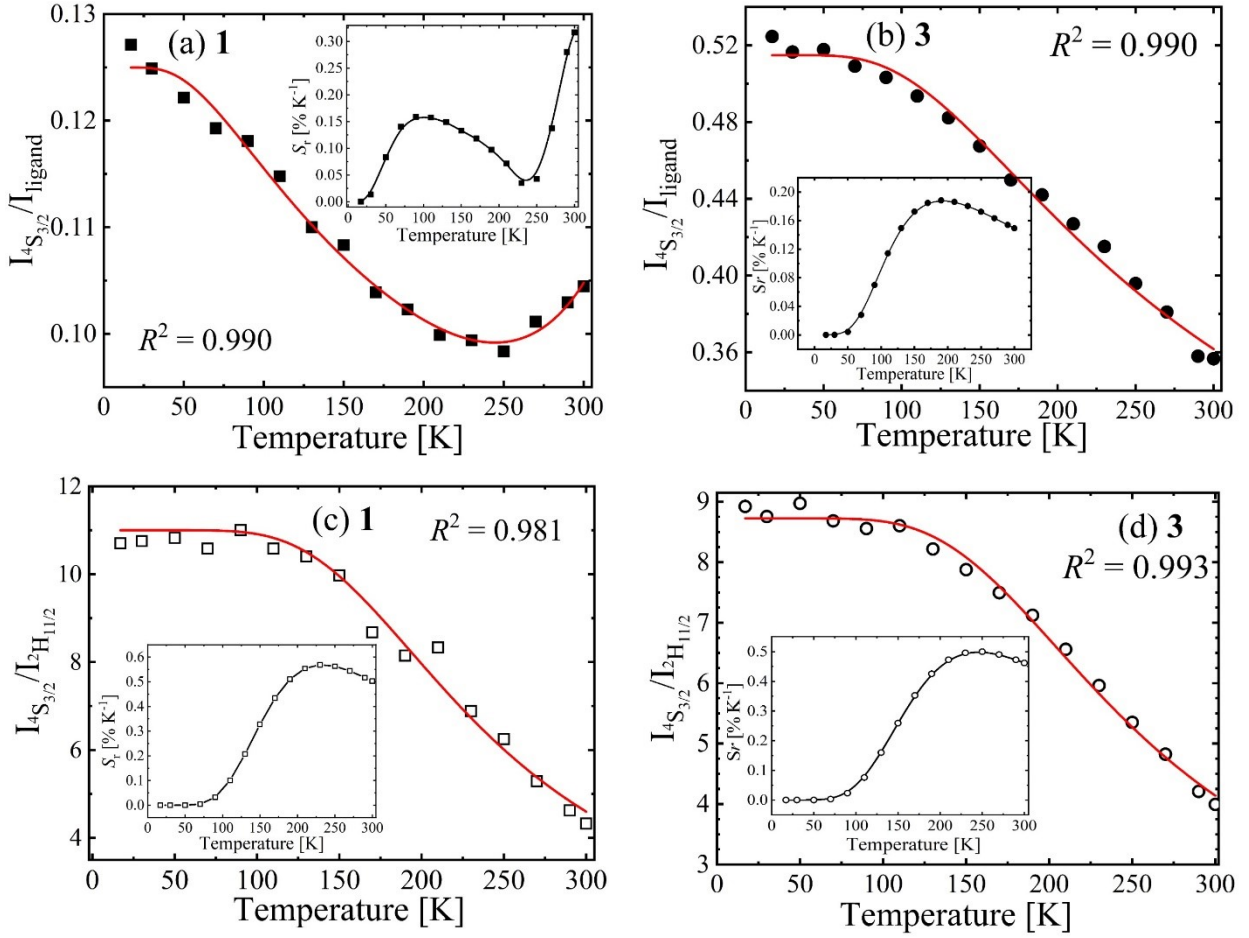 (a) 1
R² = 0.990
I⁴S₃/₂/I_ligand
0.13
0.12
0.11
0.10
0 50 100 150 200 250 300
Temperature [K]
Sᵣ [% K⁻¹]
0.30
0.25
0.20
0.15
0.10
0.05
0.00
0 50 100 150 200 250 300
Temperature [K]
(b) 3
R² = 0.990
I⁴S₃/₂/I_ligand
0.52
0.48
0.44
0.40
0.36
0 50 100 150 200 250 300
Temperature [K]
Sr [% K⁻¹]
0.20
0.16
0.12
0.08
0.04
0.00
0 50 100 150 200 250 300
Temperature [K]
(c) 1
R² = 0.981
I⁴S₃/₂/I²H₁₁/₂
12
10
8
6
4
0 50 100 150 200 250 300
Temperature [K]
Sᵣ [% K⁻¹]
0.6
0.5
0.4
0.3
0.2
0.1
0.0
0 50 100 150 200 250 300
Temperature [K]
(d) 3
R² = 0.993
I⁴S₃/₂/I²H₁₁/₂
9
8
7
6
5
4
3
0 50 100 150 200 250 300
Temperature [K]
Sr [% K⁻¹]
0.5
0.4
0.3
0.2
0.1
0.0
0 50 100 150 200 250 300
Temperature [K]